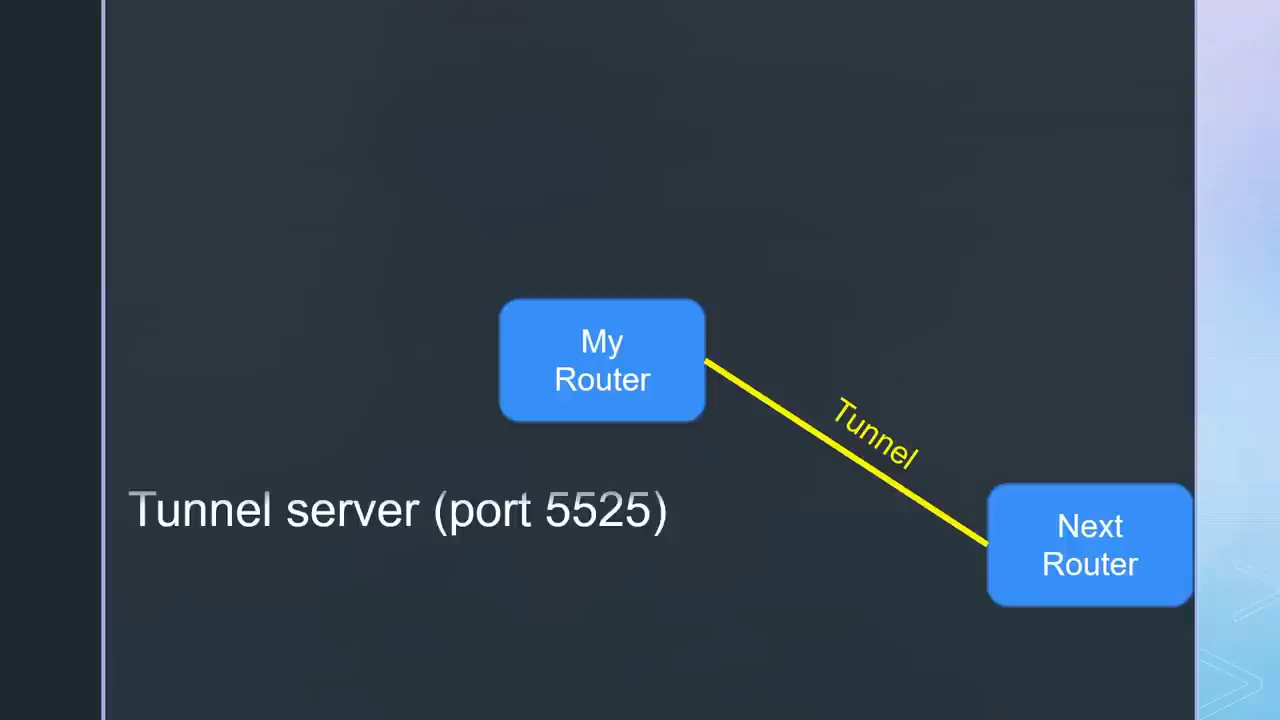 My
Router
Tunnel
Tunnel server (port 5525)
Next
Router